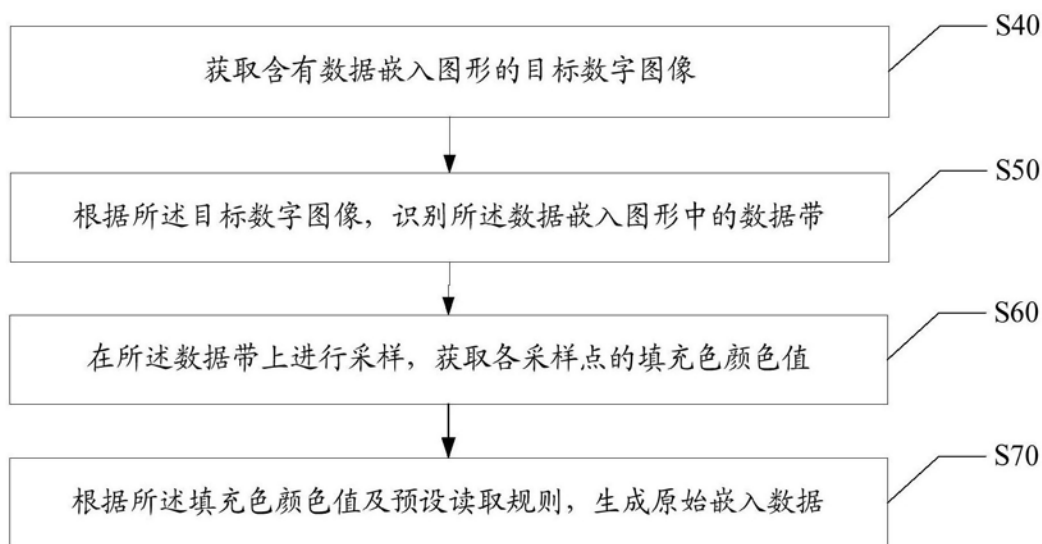 S40
获取含有数据嵌入图形的目标数字图像
S50
根据所述目标数字图像，识别所述数据嵌入图形中的数据带
S60
在所述数据带上进行采样，获取各采样点的填充色颜色值
S70
根据所述填充色颜色值及预设读取规则，生成原始嵌入数据